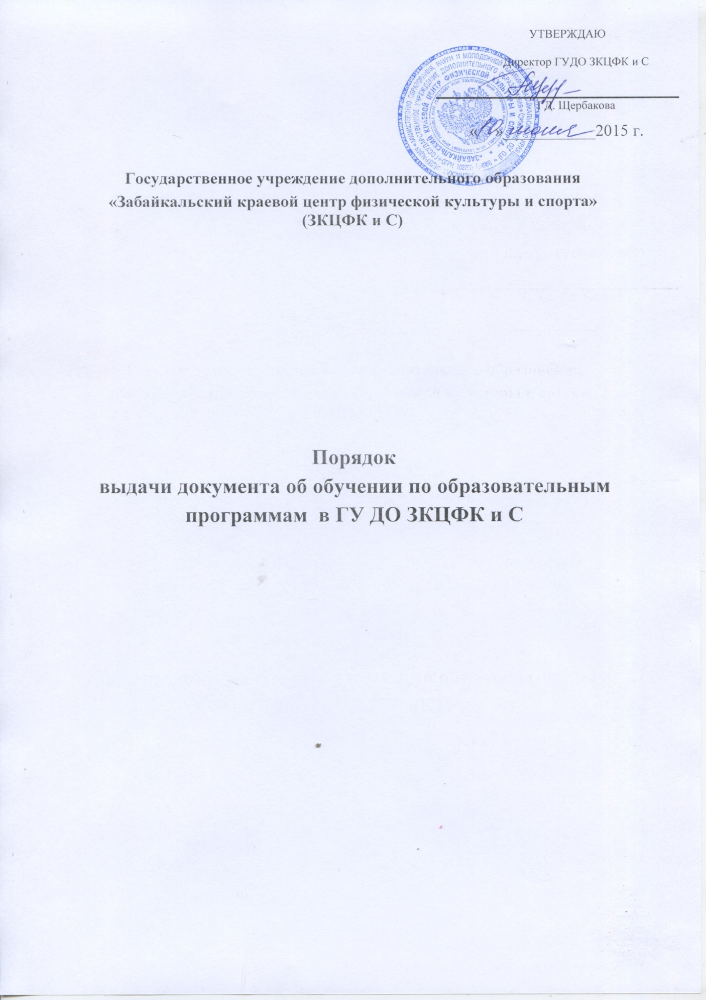 УТВЕРЖДАЮ
Директор ГУДО ЗКЦФК и С
Г.Д. Щербакова
«10» июня 2015 г.
Государственное учреждение дополнительного образования
«Забайкальский краевой центр физической культуры и спорта»
(ЗКЦФК и С)
Порядок
выдачи документа об обучении по образовательным
программам в ГУ ДО ЗКЦФК и С